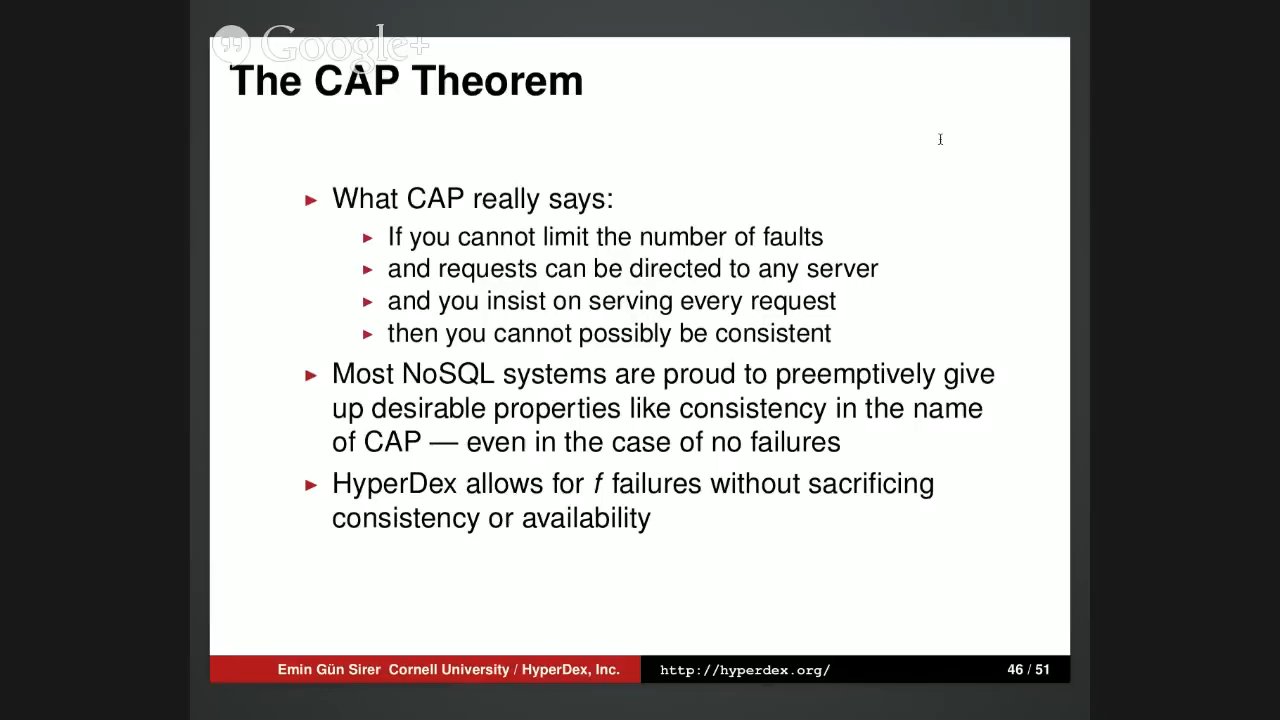 Google+
The CAP Theorem
What CAP really says:
If you cannot limit the number of faults
and requests can be directed to any server
and you insist on serving every request
then you cannot possibly be consistent
Most NoSQL systems are proud to preemptively give
up desirable properties like consistency in the name
of CAP — even in the case of no failures
HyperDex allows for f failures without sacrificing
consistency or availability
Emin Gün Sirer Cornell University / HyperDex, Inc. http://hyperdex.org/ 46 / 51